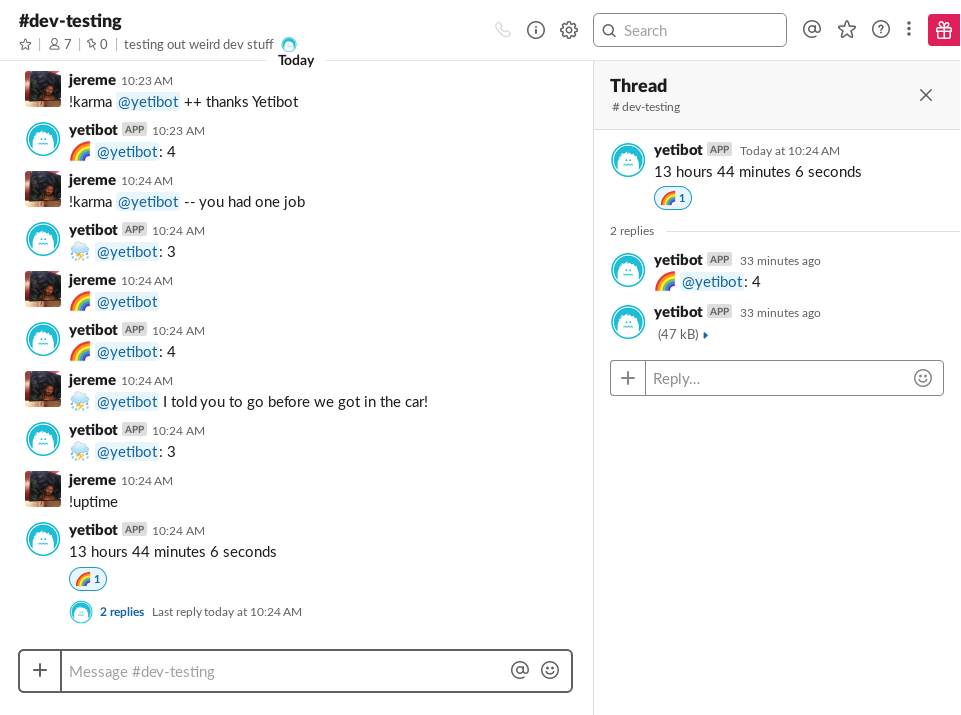 #dev-testing
7
0
testing out weird dev stuff
Search
Today
jereme 10:23 AM
!karma @yetibot ++ thanks Yetibot
yetibot APP 10:23 AM
@yetibot: 4
jereme 10:24 AM
!karma @yetibot -- you had one job
yetibot APP 10:24 AM
@yetibot: 3
jereme 10:24 AM
@yetibot
yetibot APP 10:24 AM
@yetibot: 4
jereme 10:24 AM
@yetibot I told you to go before we got in the car!
yetibot APP 10:24 AM
@yetibot: 3
jereme 10:24 AM
!uptime
yetibot APP 10:24 AM
13 hours 44 minutes 6 seconds
1
2 replies Last reply today at 10:24 AM
Message #dev-testing
Thread
# dev-testing
yetibot APP Today at 10:24 AM
13 hours 44 minutes 6 seconds
1
2 replies
yetibot APP 33 minutes ago
@yetibot: 4
yetibot APP 33 minutes ago
(47 kB)
Reply...